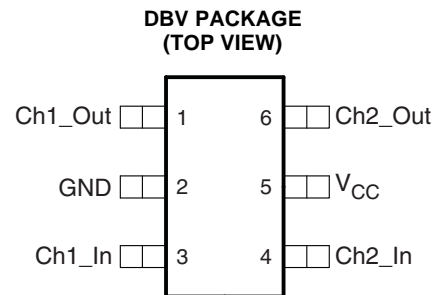 DBV PACKAGE
(TOP VIEW)
Ch1_Out 1 6 Ch2_Out
GND 2 5 VCC
Ch1_In 3 4 Ch2_In